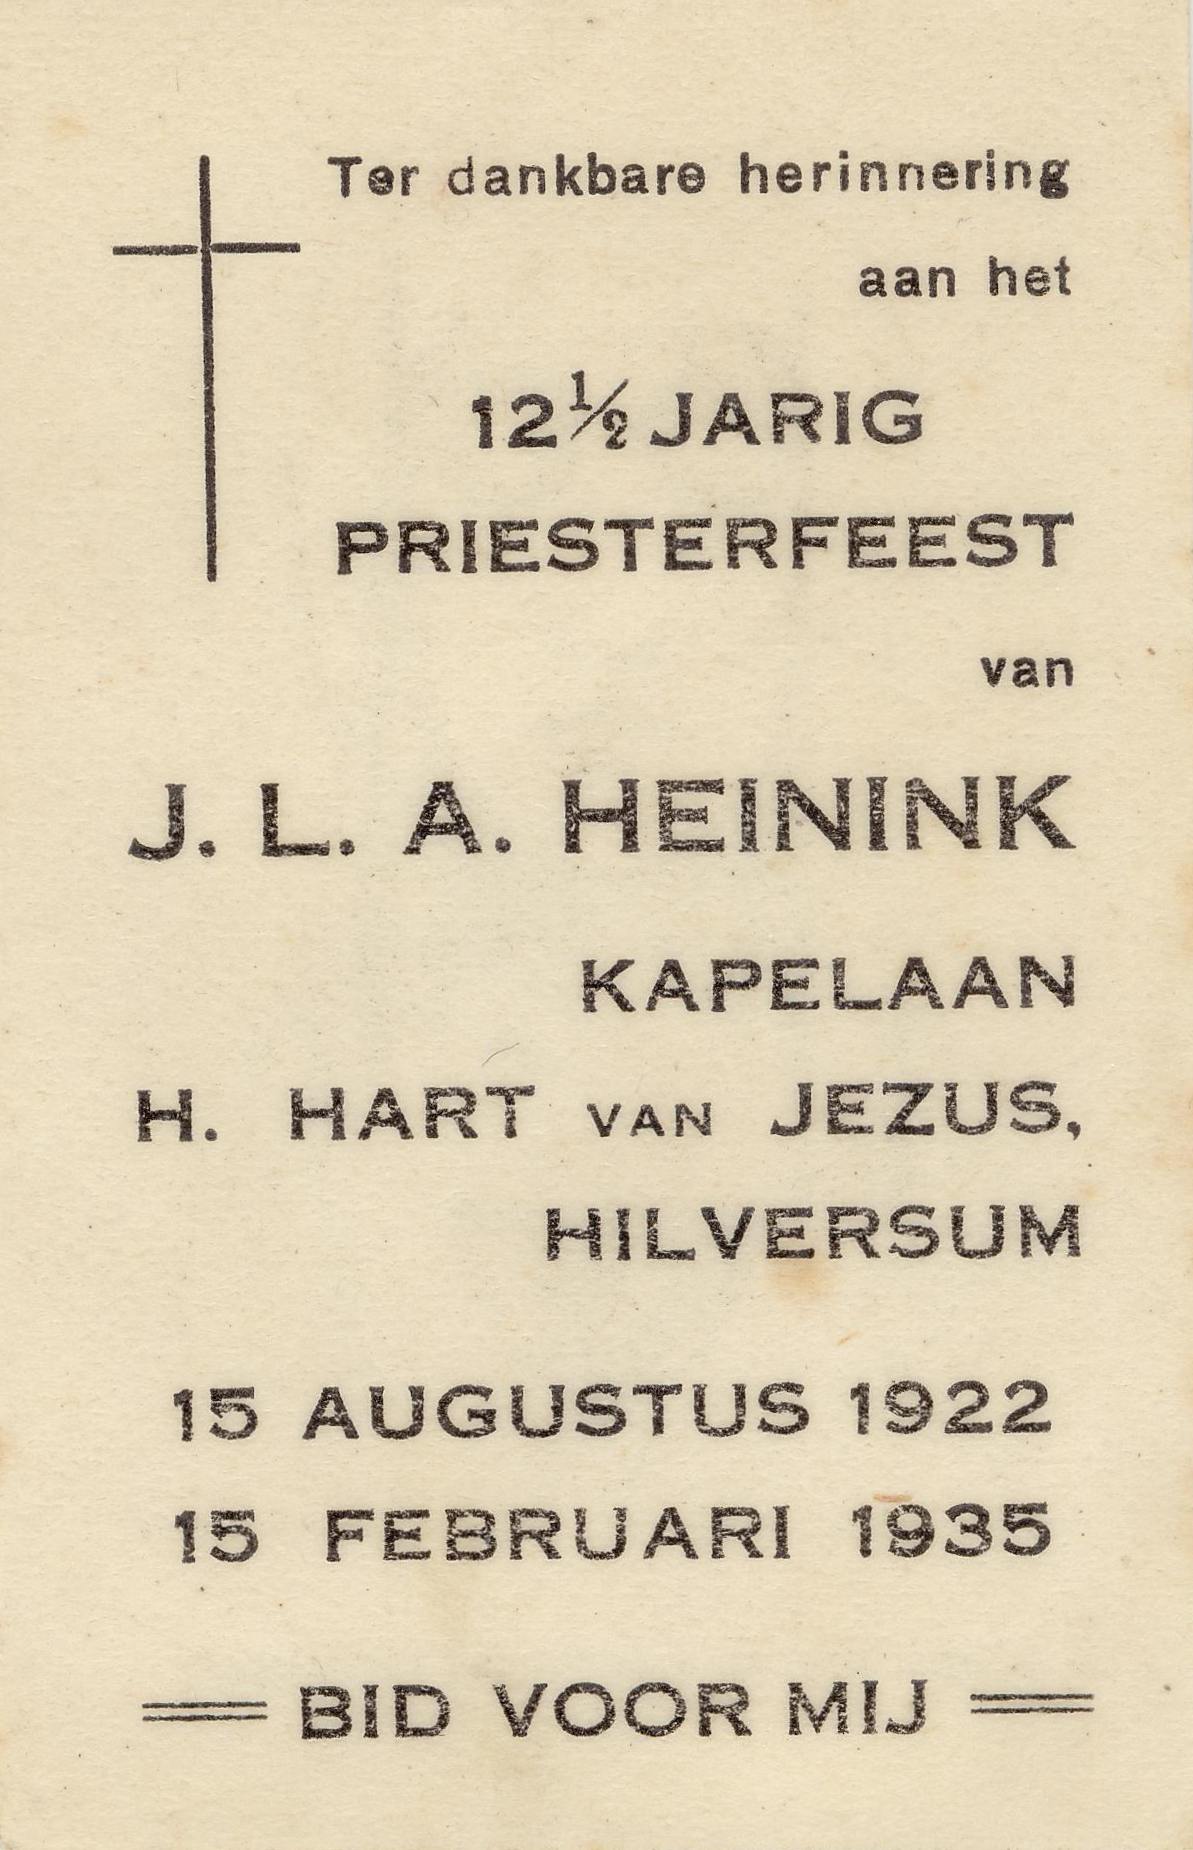 Ter dankbare herinnering
aan het
12½ JARIG
PRIESTERFEEST
van
J. L. A. HEININK
KAPELAAN
H. HART VAN JEZUS,
HILVERSUM
15 AUGUSTUS 1922
15 FEBRUARI 1935
BID VOOR MIJ